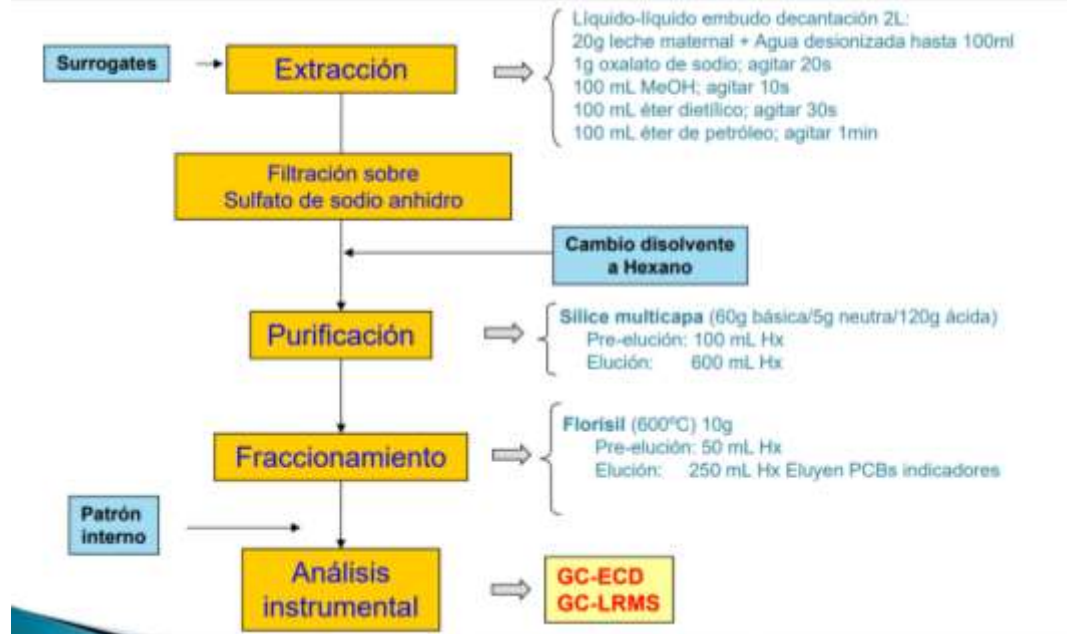 Líquido-líquido embudo decantación 2L:
20g leche maternal + Agua desionizada hasta 100ml
1g oxalato de sodio; agitar 20s
100 mL MeOH; agitar 10s
100 mL éter dietílico; agitar 30s
100 mL éter de petróleo; agitar 1min
Surrogates
Extracción
Filtración sobre
Sulfato de sodio anhidro
Cambio disolvente
a Hexano
Purificación
Sílice multicapa (60g básica/5g neutra/120g ácida)
Pre-elución: 100 mL Hx
Elución: 600 mL Hx
Fraccionamiento
Florisil (600ºC) 10g
Pre-elución: 50 mL Hx
Elución: 250 mL Hx Eluyen PCBs indicadores
Patrón
interno
Análisis
instrumental
GC-ECD
GC-LRMS